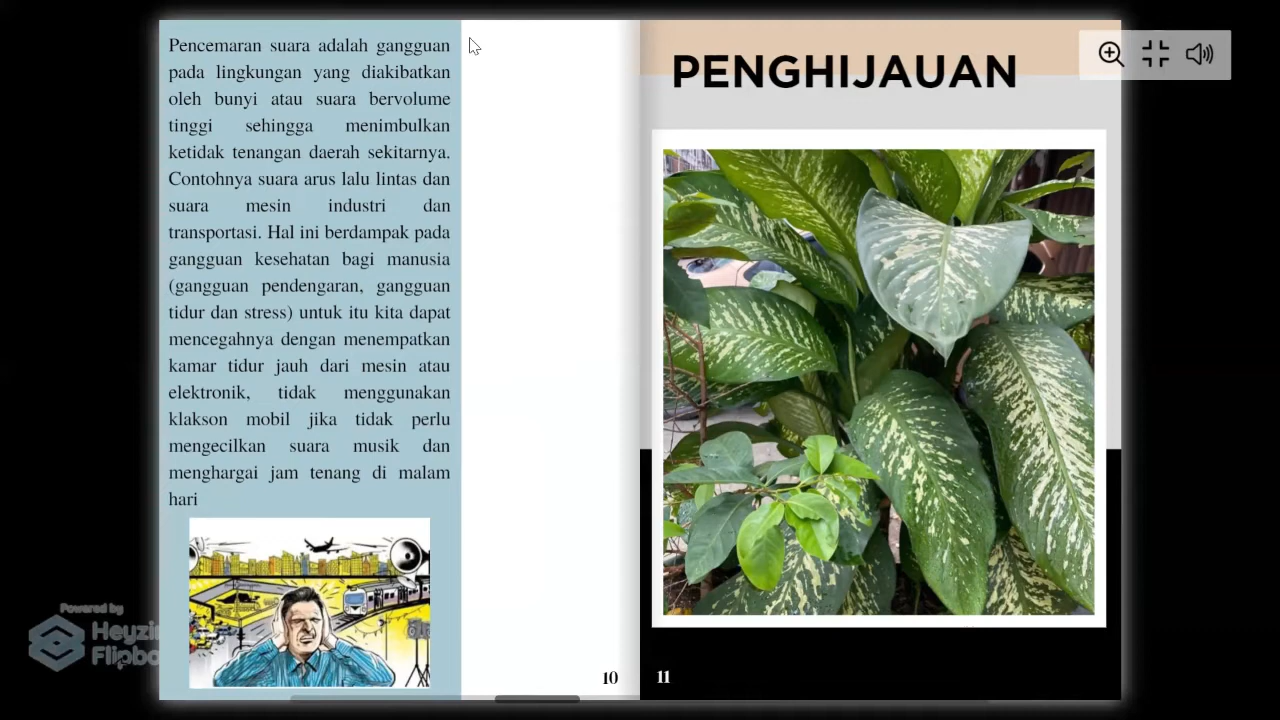 Pencemaran suara adalah gangguan
pada lingkungan yang diakibatkan
oleh bunyi atau suara bervolume
tinggi sehingga menimbulkan
ketidak tenangan daerah sekitarnya.
Contohnya suara arus lalu lintas dan
suara mesin industri dan
transportasi. Hal ini berdampak pada
gangguan kesehatan bagi manusia
(gangguan pendengaran, gangguan
tidur dan stress) untuk itu kita dapat
mencegahnya dengan menempatkan
kamar tidur jauh dari mesin atau
elektronik, tidak menggunakan
klakson mobil jika tidak perlu
mengecilkan suara musik dan
menghargai jam tenang di malam
hari
10
PENGHIJAUAN
11
Powered by